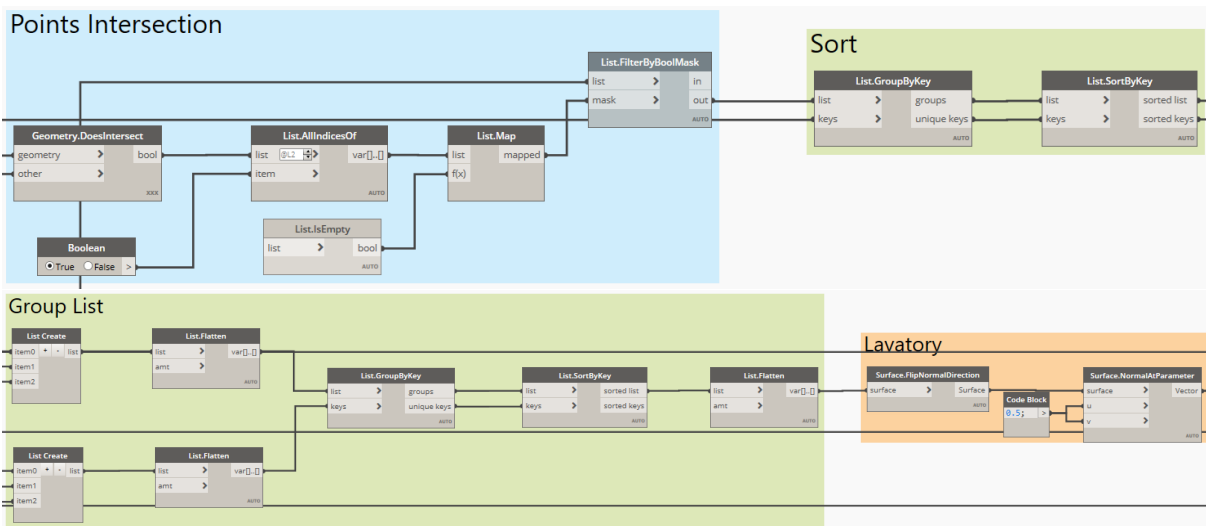 Points Intersection
Sort
List.FilterByBoolMask
list > in
mask > out
AUTO
List.GroupByKey
list > groups
keys > unique keys
AUTO
List.SortByKey
list > sorted list
keys > sorted keys
AUTO
Geometry.DoesIntersect
geometry > bool
other >
XXX
List.AllIndicesOf
list @L2 > var[]..[]
item >
AUTO
List.Map
list mapped
f(x)
AUTO
List.IsEmpty
list > bool
AUTO
Boolean
True False >
Group List
List Create
item0 + - list
item1
item2
List.Flatten
list > var[]..[]
amt >
AUTO
List.GroupByKey
list > groups
keys > unique keys
AUTO
List.SortByKey
list > sorted list
keys > sorted keys
AUTO
List.Flatten
list > var[]..[]
amt >
AUTO
List Create
item0 + - list
item1
item2
List.Flatten
list > var[]..[]
amt >
AUTO
Lavatory
Surface.FlipNormalDirection
surface > Surface
AUTO
Code Block
0.5; >
Surface.NormalAtParameter
surface > Vector
u >
v >
AUTO